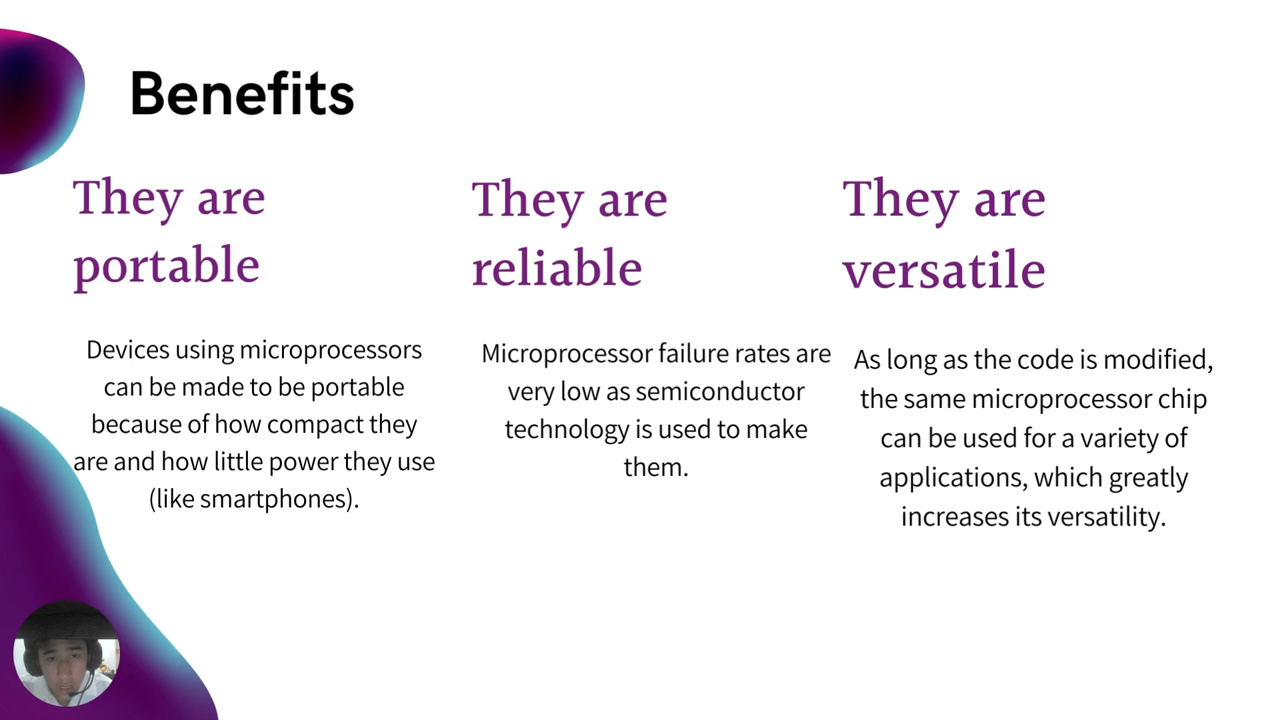 Benefits
They are
portable
Devices using microprocessors
can be made to be portable
because of how compact they
are and how little power they use
(like smartphones).
They are
reliable
Microprocessor failure rates are
very low as semiconductor
technology is used to make
them.
They are
versatile
As long as the code is modified,
the same microprocessor chip
can be used for a variety of
applications, which greatly
increases its versatility.